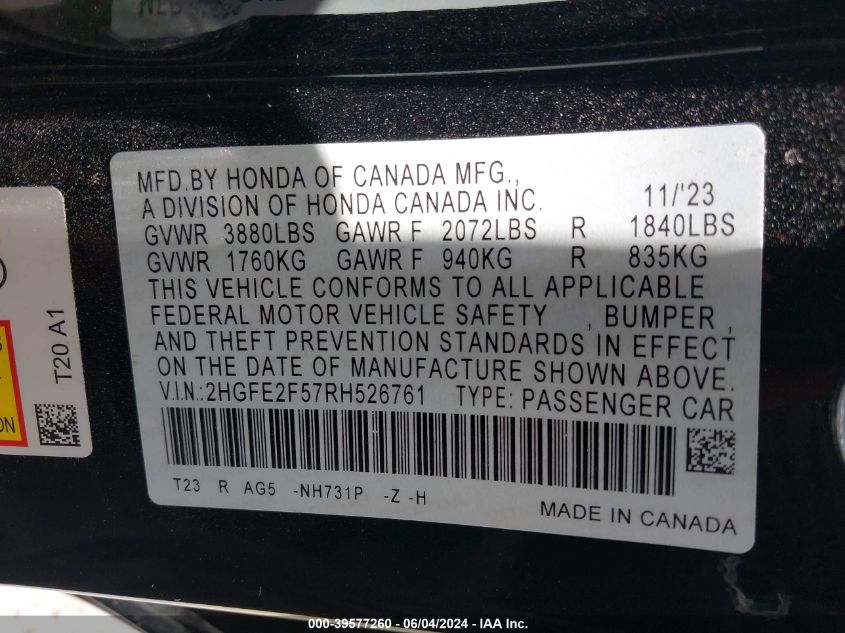 MFD.BY HONDA OF CANADA MFG.,
A DIVISION OF HONDA CANADA INC. 11/'23
GVWR 3880LBS GAWR F 2072LBS R 1840LBS
GVWR 1760KG GAWR F 940KG R 835KG
THIS VEHICLE CONFORMS TO ALL APPLICABLE
FEDERAL MOTOR VEHICLE SAFETY , BUMPER ,
AND THEFT PREVENTION STANDARDS IN EFFECT
ON THE DATE OF MANUFACTURE SHOWN ABOVE.
V.I.N.:2HGFE2F57RH526761 TYPE: PASSENGER CAR
T23 R AG5 -NH731P -Z -H
MADE IN CANADA
T20 A1
000-39577260 - 06/04/2024 - IAA Inc.